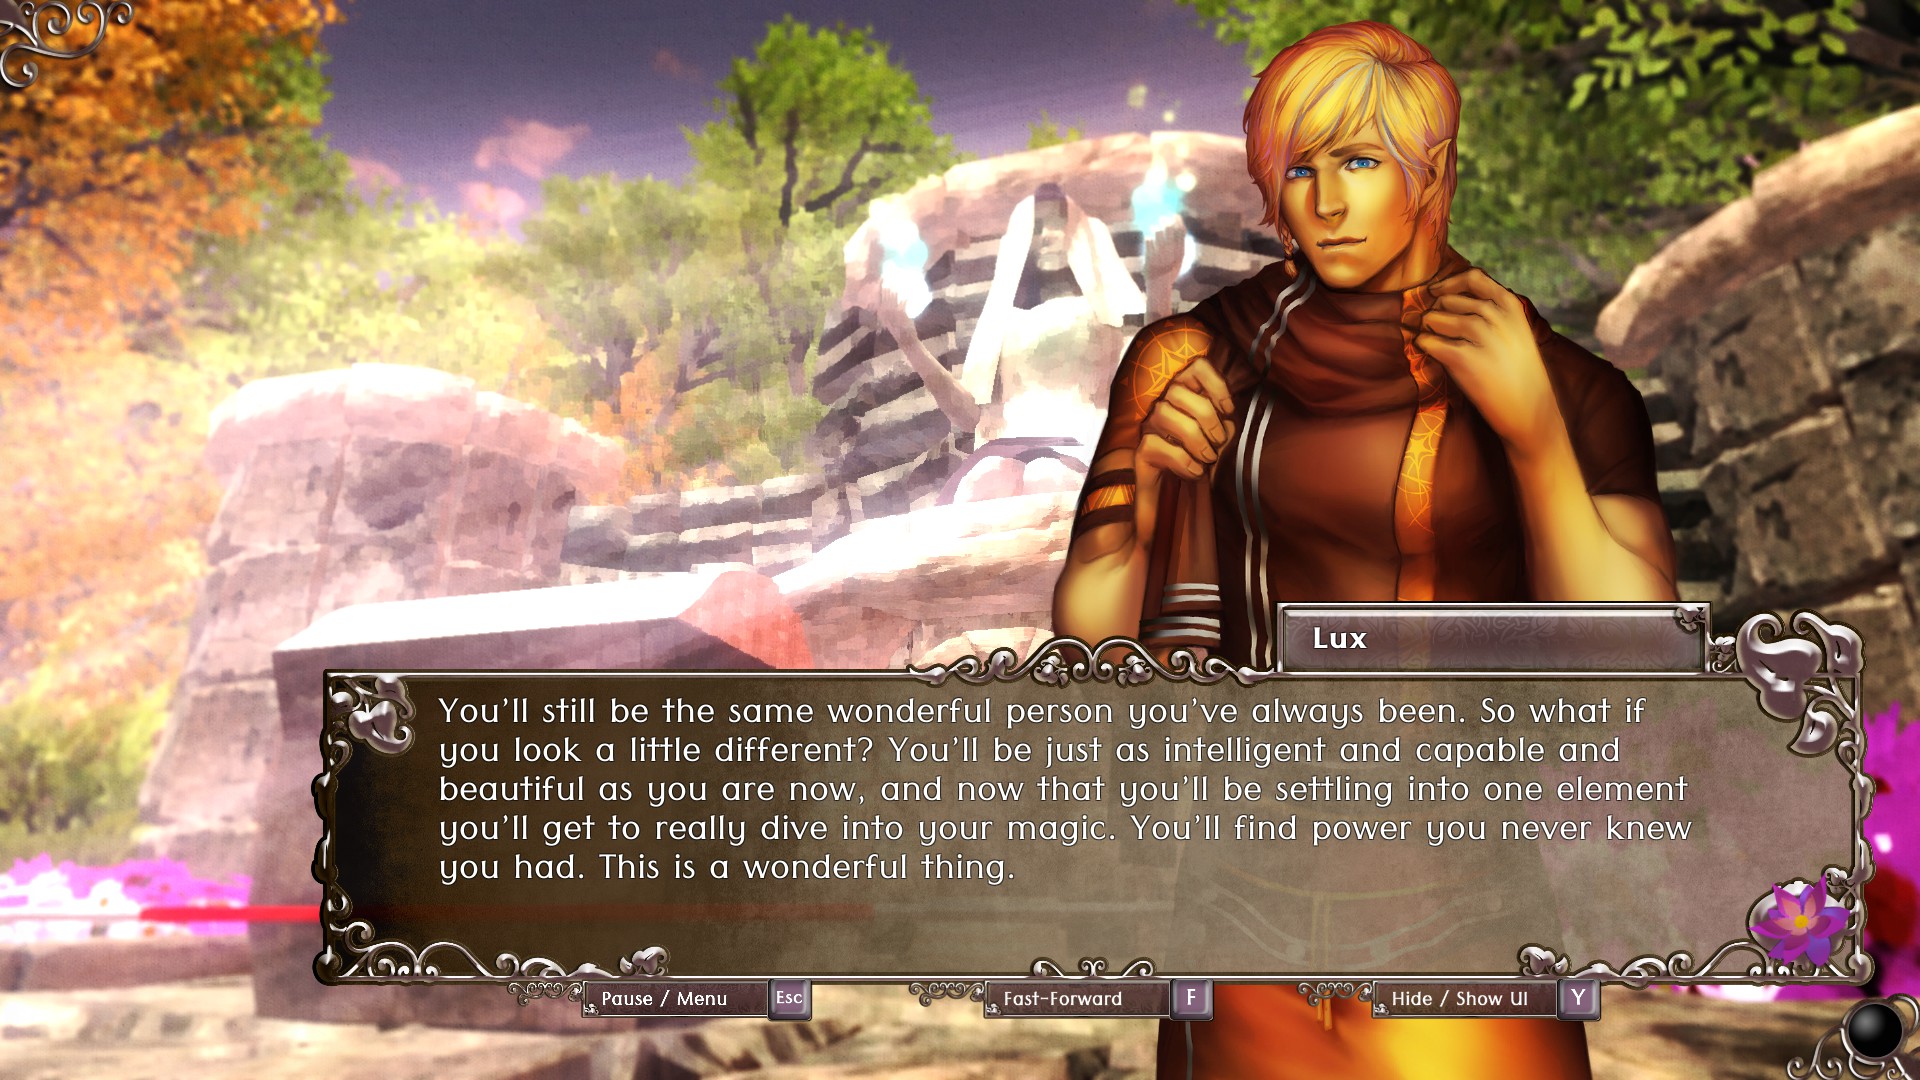 Lux
You'll still be the same wonderful person you've always been. So what if
you look a little different? You'll be just as intelligent and capable and
beautiful as you are now, and now that you'll be settling into one element
you'll get to really dive into your magic. You'll find power you never knew
you had. This is a wonderful thing.
Pause / Menu Esc
Fast-Forward F
Hide / Show UI Y